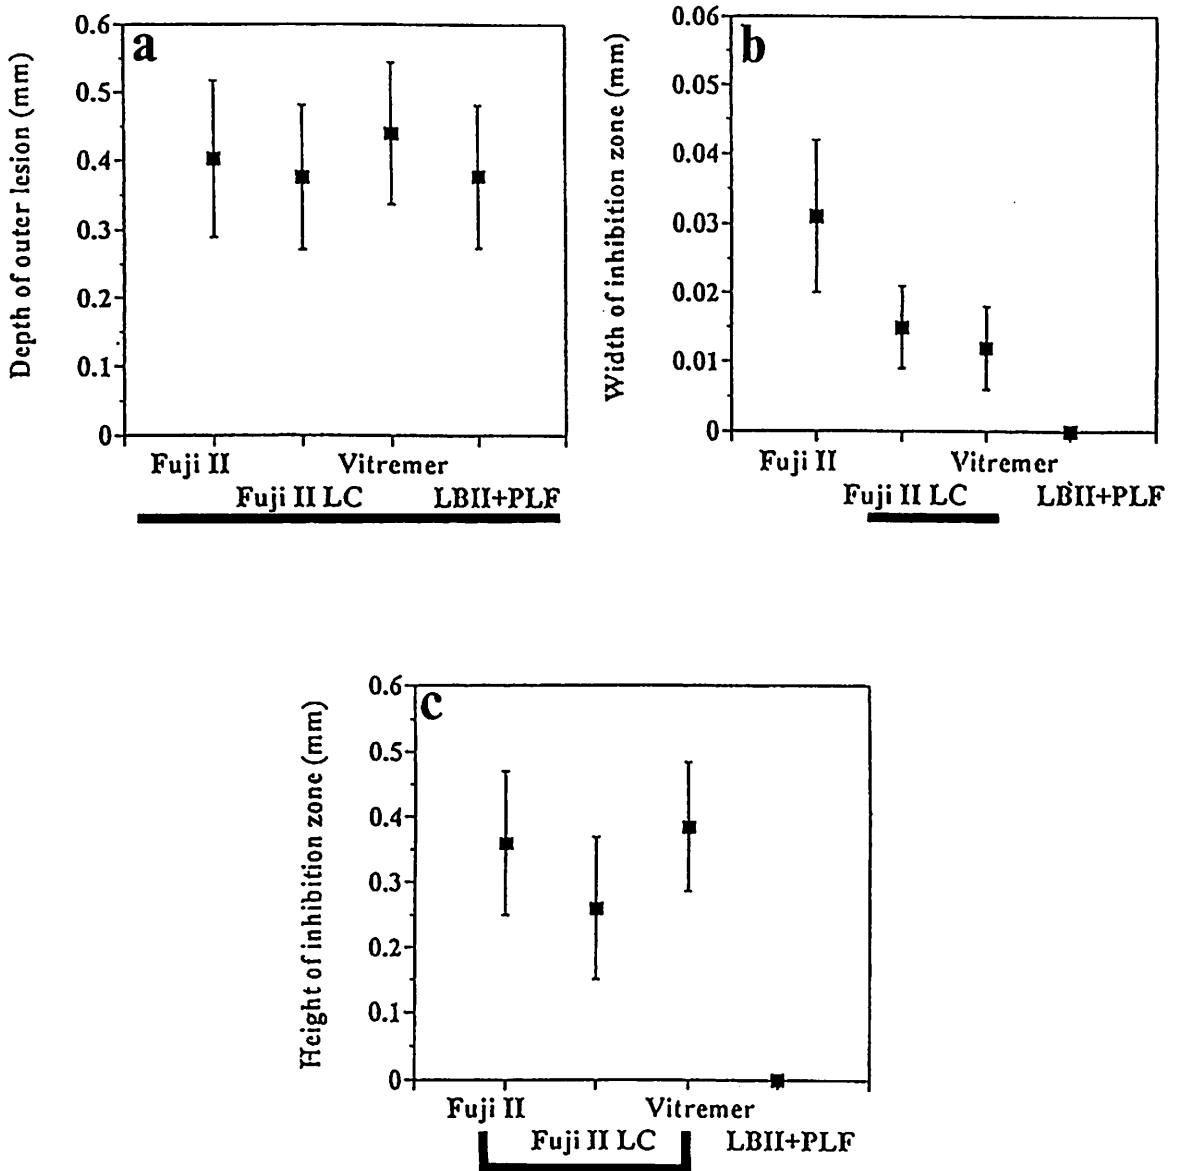 a
Depth of outer lesion (mm)
0.6
0.5
0.4
0.3
0.2
0.1
0
Fuji II
Vitremer
Fuji II LC
LBII+PLF
b
Width of inhibition zone (mm)
0.06
0.05
0.04
0.03
0.02
0.01
0
Fuji II
Vitremer
Fuji II LC
LBII+PLF
c
Height of inhibition zone (mm)
0.6
0.5
0.4
0.3
0.2
0.1
0
Fuji II
Vitremer
Fuji II LC
LBII+PLF